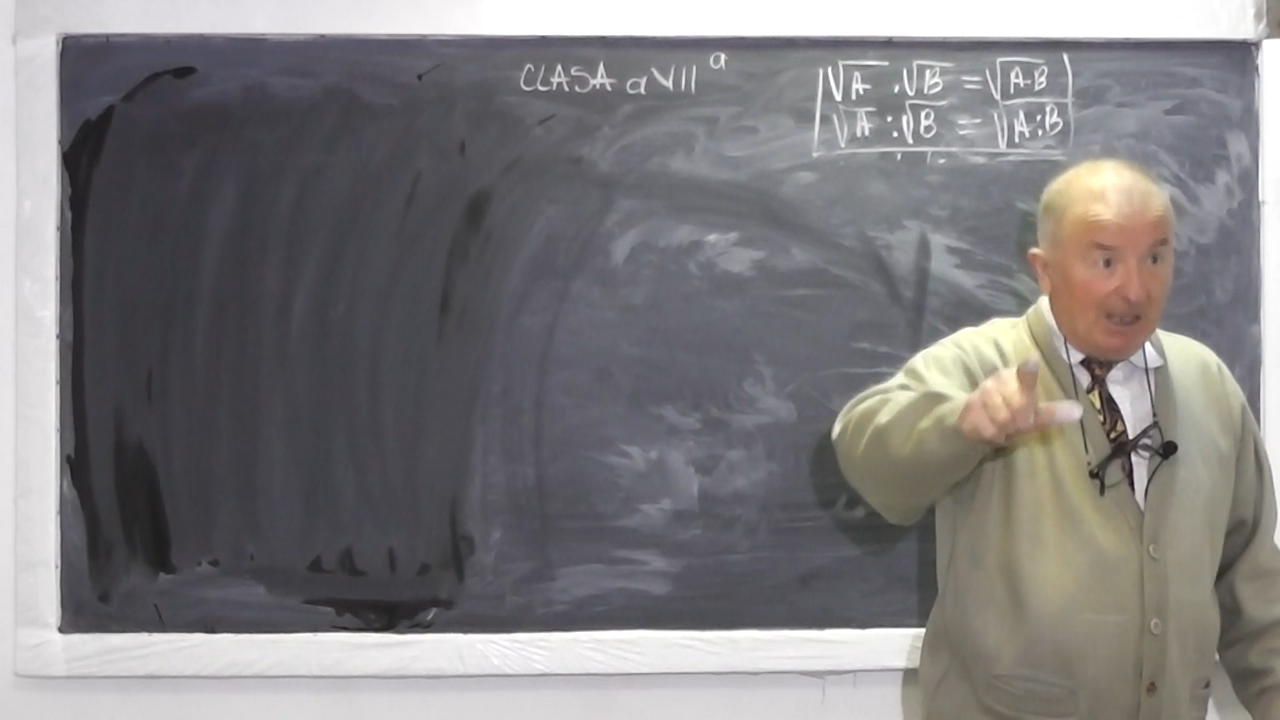 CLASA a VII ª
√A · √B = √A·B
√A : √B = √A:B